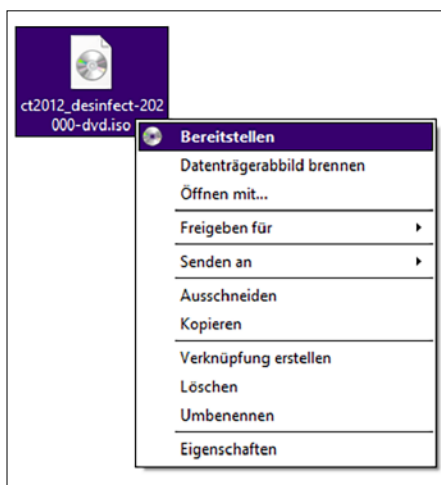 ct2012_desinfect-202
000-dvd.iso
Bereitstellen
Datenträgerabbild brennen
Öffnen mit...
Freigeben für
Senden an
Ausschneiden
Kopieren
Verknüpfung erstellen
Löschen
Umbenennen
Eigenschaften